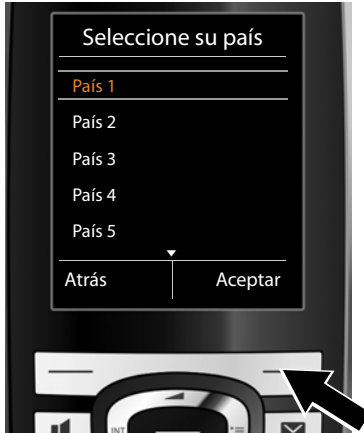 Seleccione su país
País 1
País 2
País 3
País 4
País 5
Atrás Aceptar
INT